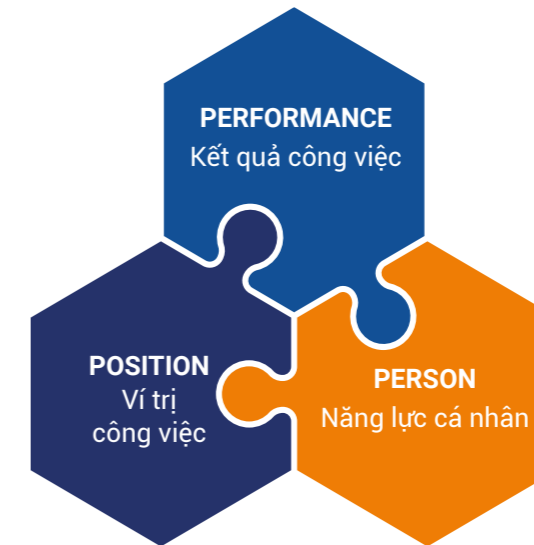 PERFORMANCE
Kết quả công việc
POSITION
Ví trị
công việc
PERSON
Năng lực cá nhân